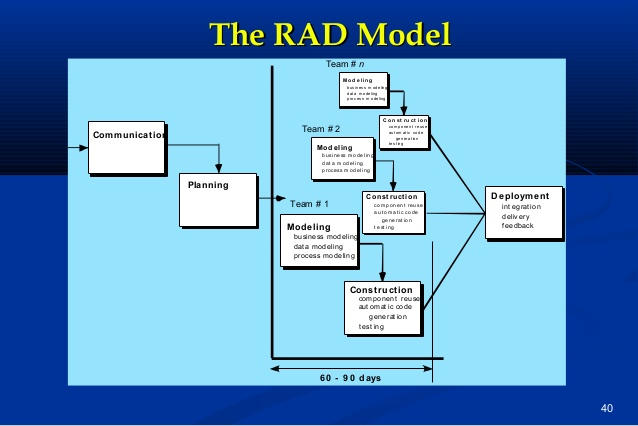 The RAD Model
Team # n
Modeling
business modeling
data modeling
process modeling
Construction
component reuse
automatic code
generation
testing
Team # 2
Modeling
business modeling
data modeling
process modeling
Construction
component reuse
automatic code
generation
testing
Team # 1
Modeling
business modeling
data modeling
process modeling
Construction
component reuse
automatic code
generation
testing
Communication
Planning
Deployment
integration
delivery
feedback
60 - 90 days
40